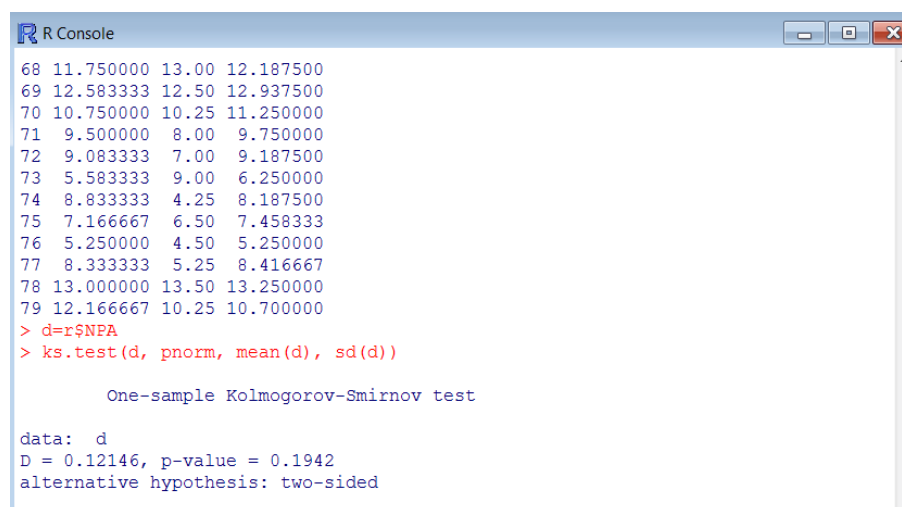 R Console
68 11.750000 13.00 12.187500
69 12.583333 12.50 12.937500
70 10.750000 10.25 11.250000
71  9.500000  8.00  9.750000
72  9.083333  7.00  9.187500
73  5.583333  9.00  6.250000
74  8.833333  4.25  8.187500
75  7.166667  6.50  7.458333
76  5.250000  4.50  5.250000
77  8.333333  5.25  8.416667
78 13.000000 13.50 13.250000
79 12.166667 10.25 10.700000
> d=r$NPA
> ks.test(d, pnorm, mean(d), sd(d))
One-sample Kolmogorov-Smirnov test
data:  d
D = 0.12146, p-value = 0.1942
alternative hypothesis: two-sided